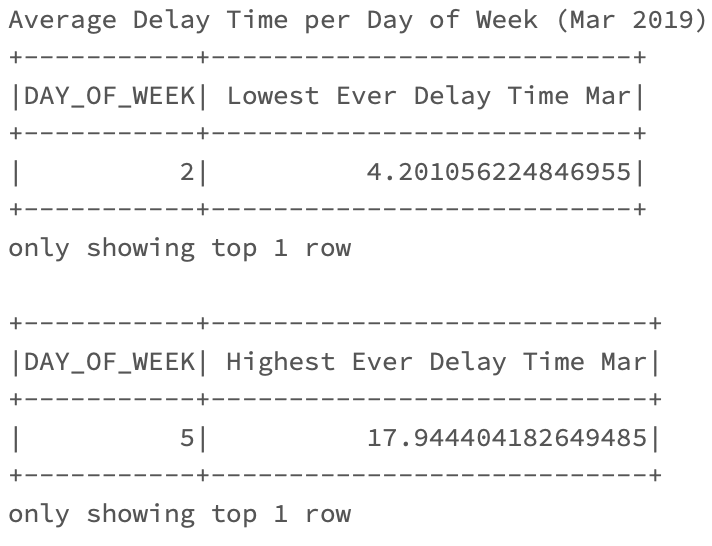 Average Delay Time per Day of Week (Mar 2019)
+-----------+---------------------------+
|DAY_OF_WEEK| Lowest Ever Delay Time Mar|
+-----------+---------------------------+
|          2|          4.201056224846955|
+-----------+---------------------------+
only showing top 1 row

+-----------+----------------------------+
|DAY_OF_WEEK| Highest Ever Delay Time Mar|
+-----------+----------------------------+
|          5|          17.944404182649485|
+-----------+----------------------------+
only showing top 1 row